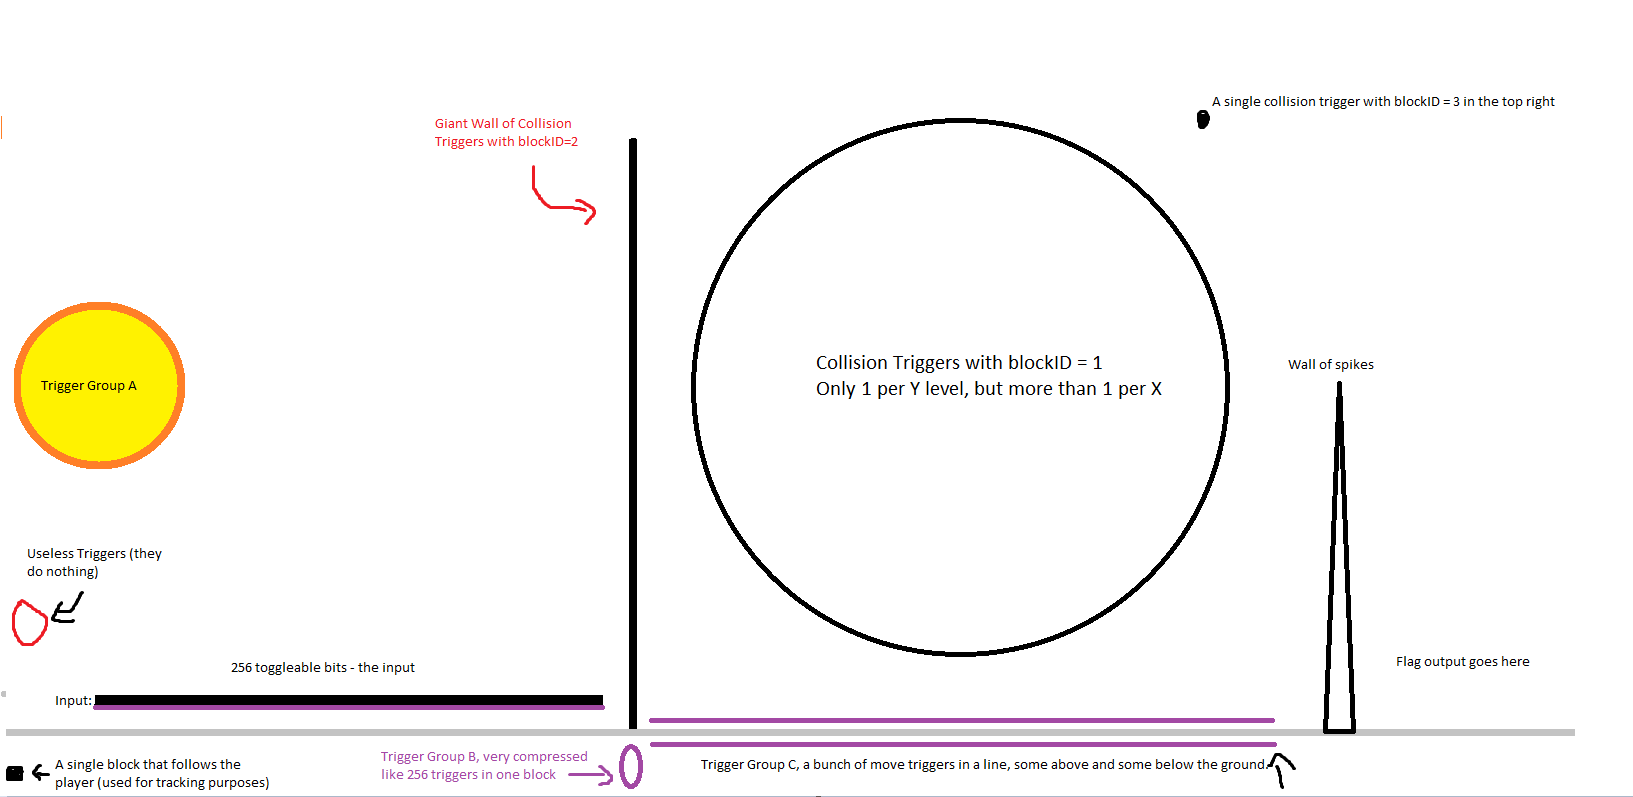 A single collision trigger with blockID = 3 in the top right
Giant Wall of Collision
Triggers with blockID=2
Collision Triggers with blockID = 1
Only 1 per Y level, but more than 1 per X
Wall of spikes
Trigger Group A
Useless Triggers (they
do nothing)
256 toggleable bits - the input
Flag output goes here
Input:
A single block that follows the
player (used for tracking purposes)
Trigger Group B, very compressed
like 256 triggers in one block
Trigger Group C, a bunch of move triggers in a line, some above and some below the ground.